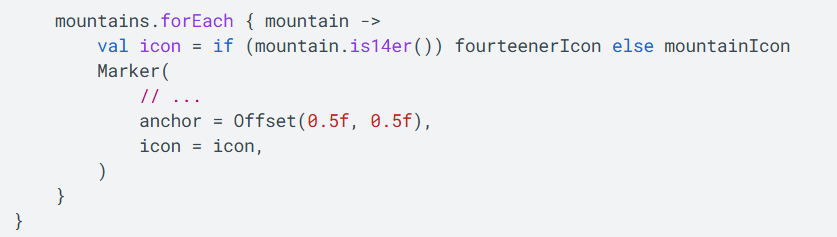 mountains.forEach { mountain ->
val icon = if (mountain.is14er()) fourteenerIcon else mountainIcon
Marker(
// ...
anchor = Offset(0.5f, 0.5f),
icon = icon,
)
}
}